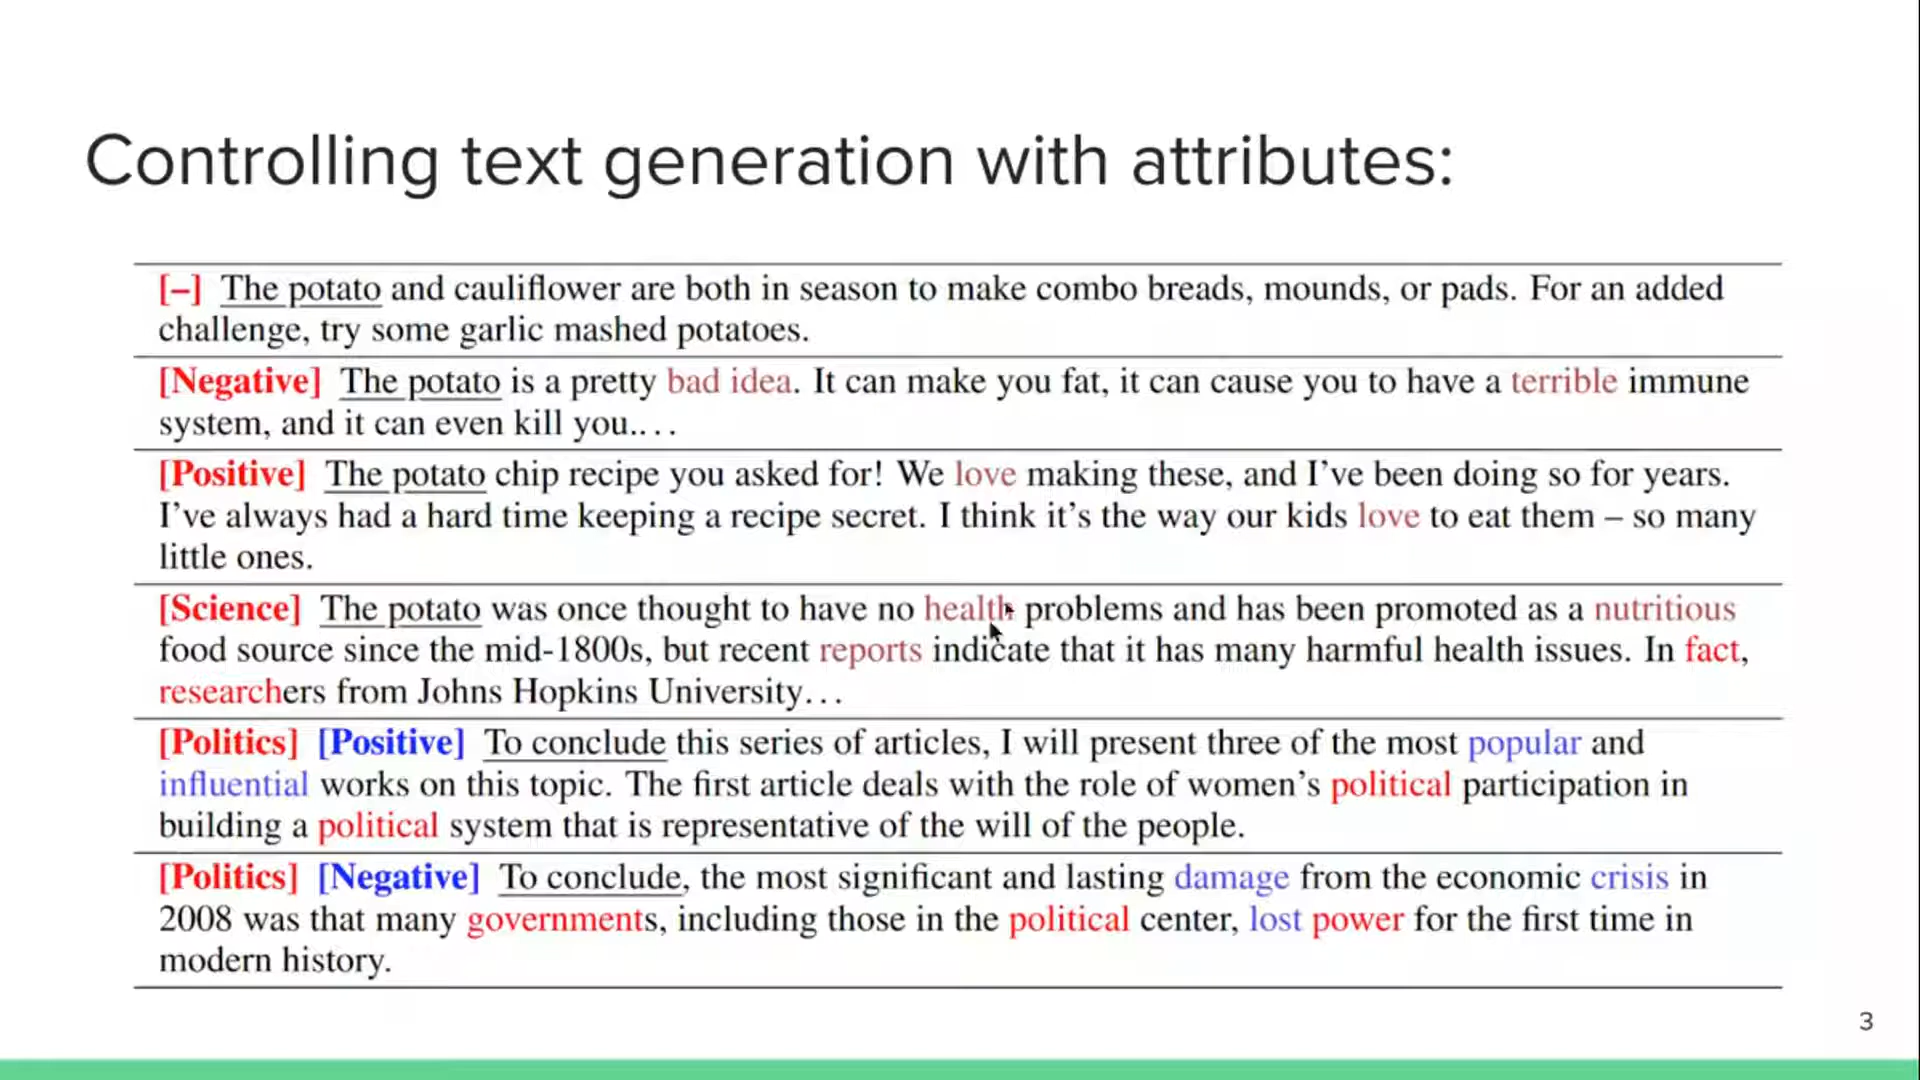 Controlling text generation with attributes:
[–] The potato and cauliflower are both in season to make combo breads, mounds, or pads. For an added
challenge, try some garlic mashed potatoes.
[Negative] The potato is a pretty bad idea. It can make you fat, it can cause you to have a terrible immune
system, and it can even kill you....
[Positive] The potato chip recipe you asked for! We love making these, and I've been doing so for years.
I've always had a hard time keeping a recipe secret. I think it's the way our kids love to eat them – so many
little ones.
[Science] The potato was once thought to have no health problems and has been promoted as a nutritious
food source since the mid-1800s, but recent reports indicate that it has many harmful health issues. In fact,
researchers from Johns Hopkins University...
[Politics] [Positive] To conclude this series of articles, I will present three of the most popular and
influential works on this topic. The first article deals with the role of women's political participation in
building a political system that is representative of the will of the people.
[Politics] [Negative] To conclude, the most significant and lasting damage from the economic crisis in
2008 was that many governments, including those in the political center, lost power for the first time in
modern history.
3